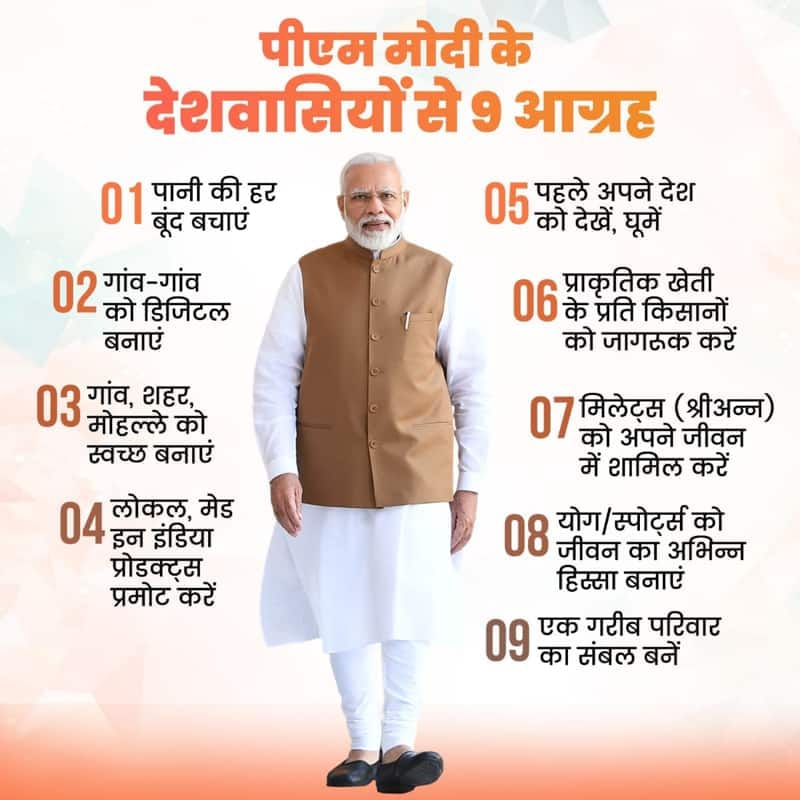 पीएम मोदी के
देशवासियों से 9 आग्रह
01 पानी की हर
बूंद बचाएं
02 गांव-गांव
को डिजिटल
बनाएं
03 गांव, शहर,
मोहल्ले को
स्वच्छ बनाएं
04 लोकल, मेड
इन इंडिया
प्रोडक्ट्स
प्रमोट करें
05 पहले अपने देश
को देखें, घूमें
06 प्राकृतिक खेती
के प्रति किसानों
को जागरूक करें
07 मिलेट्स (श्रीअन्न)
को अपने जीवन
में शामिल करें
08 योग/स्पोर्ट्स को
जीवन का अभिन्न
हिस्सा बनाएं
09 एक गरीब परिवार
का संबल बनें